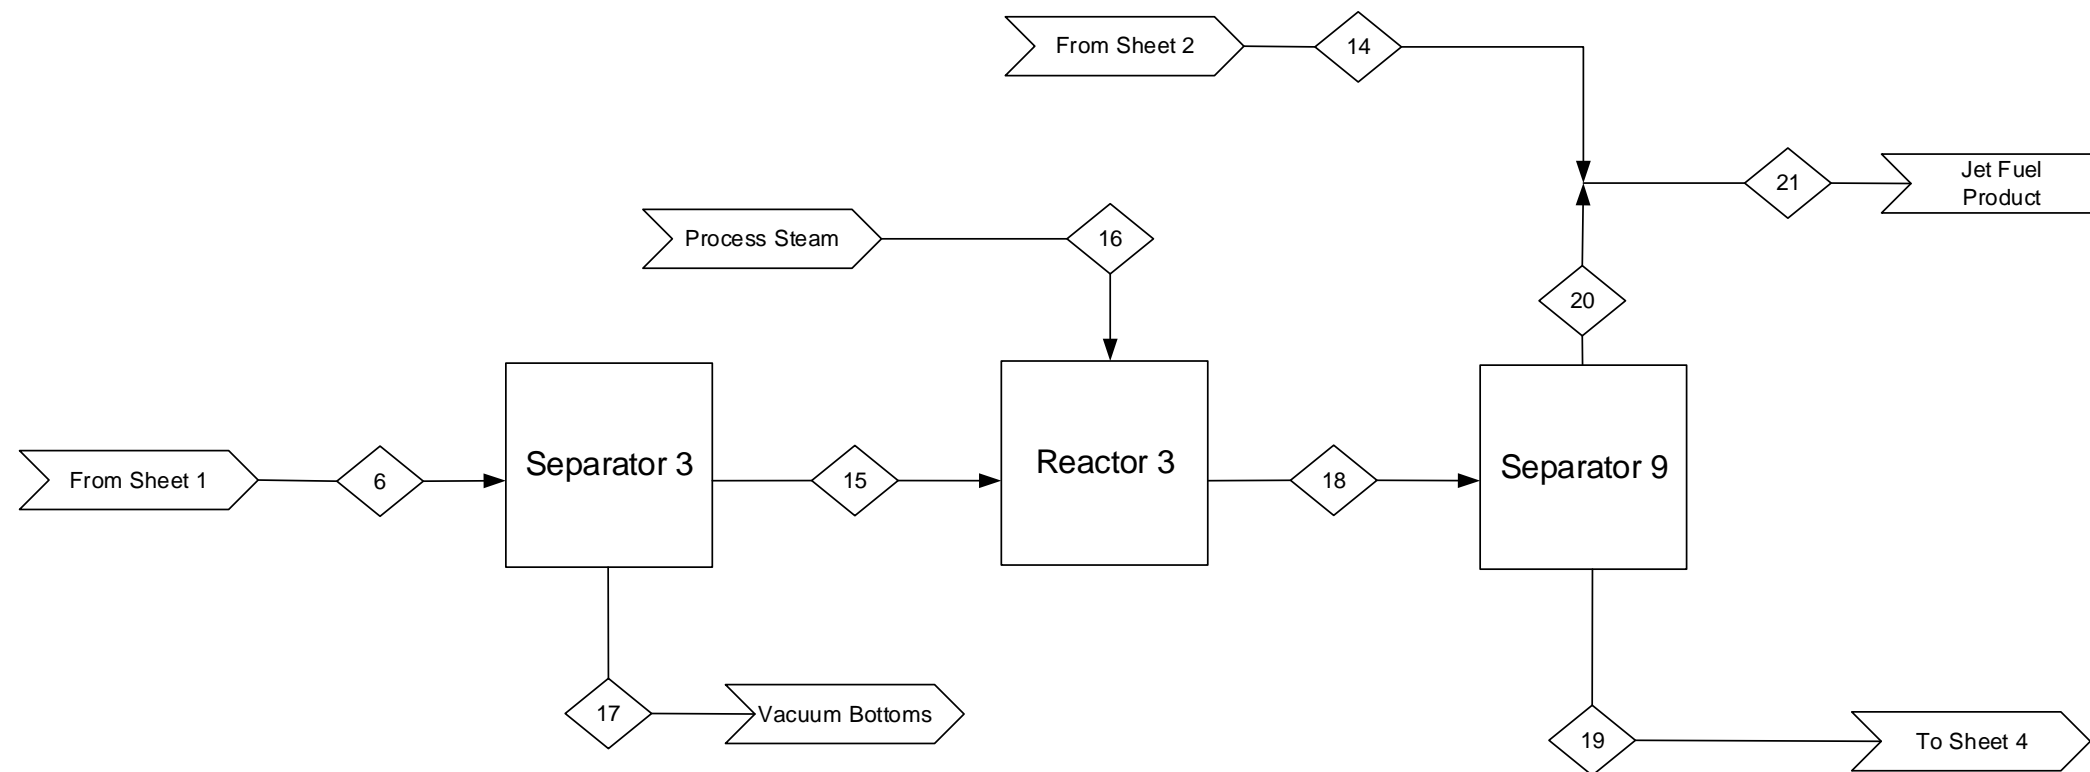 From Sheet 2
14
Jet Fuel
Product
21
Process Steam
16
20
Separator 3
Reactor 3
Separator 9
From Sheet 1
6
15
18
17
Vacuum Bottoms
19
To Sheet 4